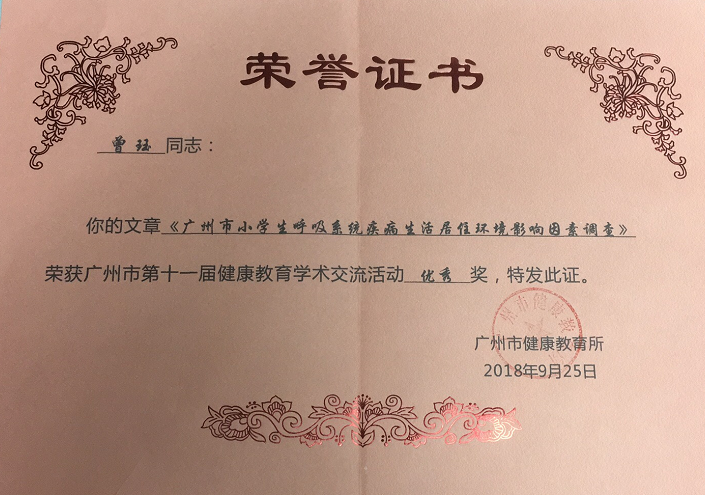 荣誉证书
曾珏同志：
你的文章《广州市小学生呼吸系统疾病生活居住环境影响因素调查》
荣获广州市第十一届健康教育学术交流活动 优秀 奖，特发此证。
广州市健康教育所
2018年9月25日